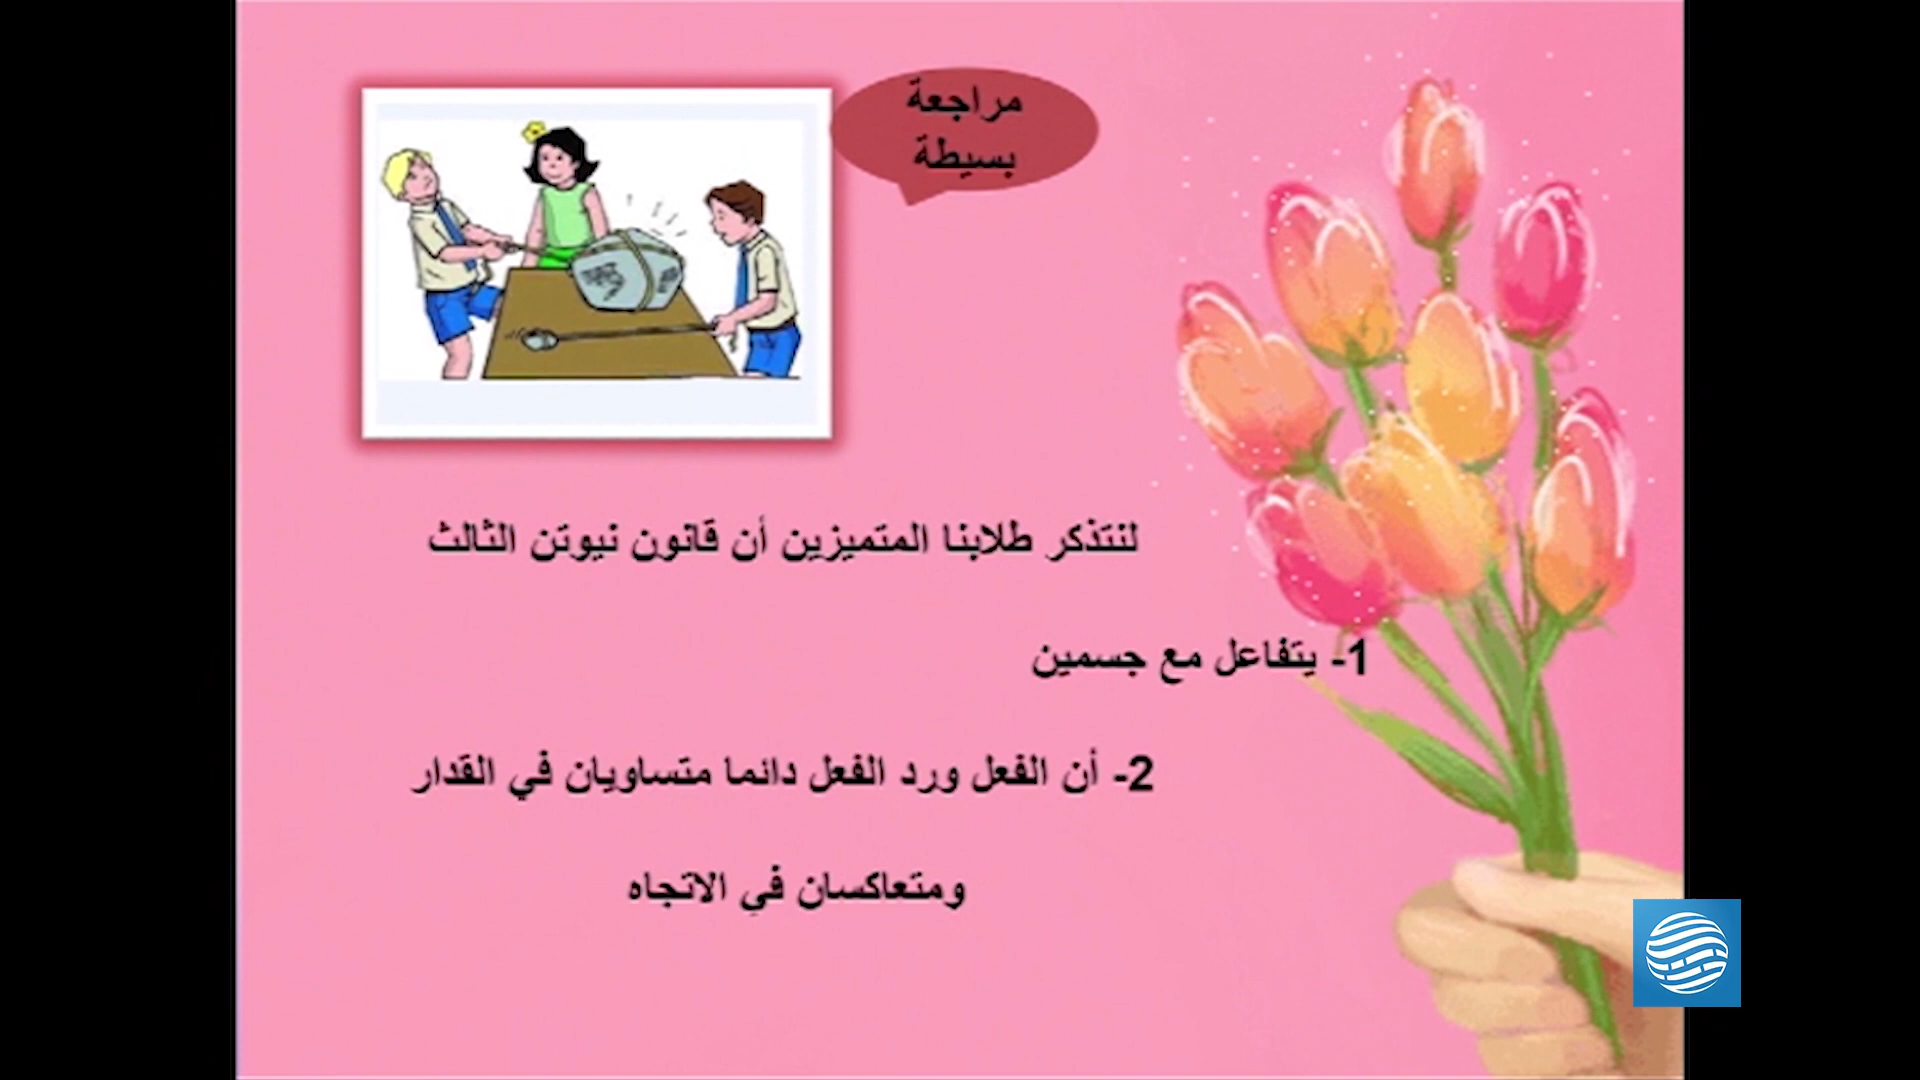 مراجعة
بسيطة
لنتذكر طلابنا المتميزين أن قانون نيوتن الثالث
1- يتفاعل مع جسمين
2- أن الفعل ورد الفعل دائما متساويان في القدار
ومتعاكسان في الاتجاه